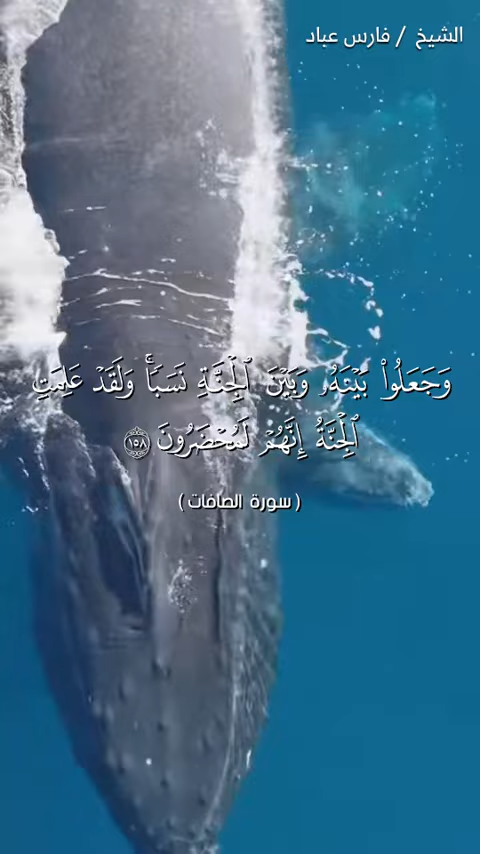 الشيخ / فارس عباد
وَجَعَلُوا۟ بَيْنَهُۥ وَبَيْنَ ٱلْجِنَّةِ نَسَبًۭا ۚ وَلَقَدْ عَلِمَتِ
ٱلْجِنَّةُ إِنَّهُمْ لَمُحْضَرُونَ ١٥٨
( سورة الصافات )